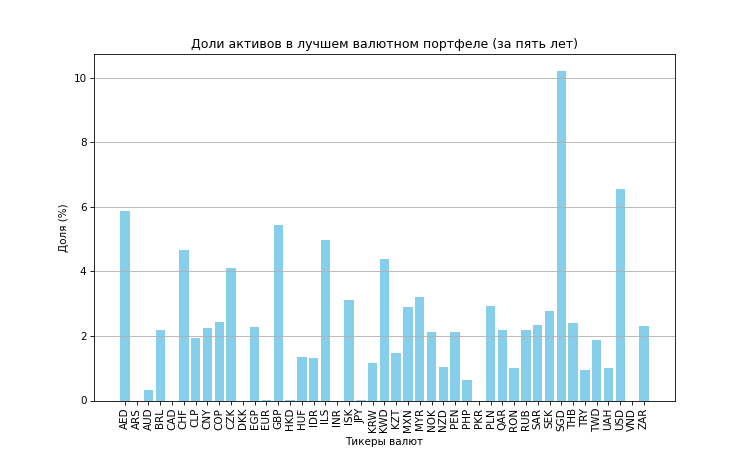 Доли активов в лучшем валютном портфеле (за пять лет)
Доля (%)
10
8
6
4
2
0
AED ARS AUD BRL CAD CHF CLP CNY COP CZK DKK EGP EUR GBP HKD HUF IDR ILS INR ISK JPY KRW KWD KZT MXN MYR NOK NZD PEN PHP PKR PLN QAR RON RUB SAR SEK SGD THB TRY TWD UAH USD VND ZAR
Тикеры валют